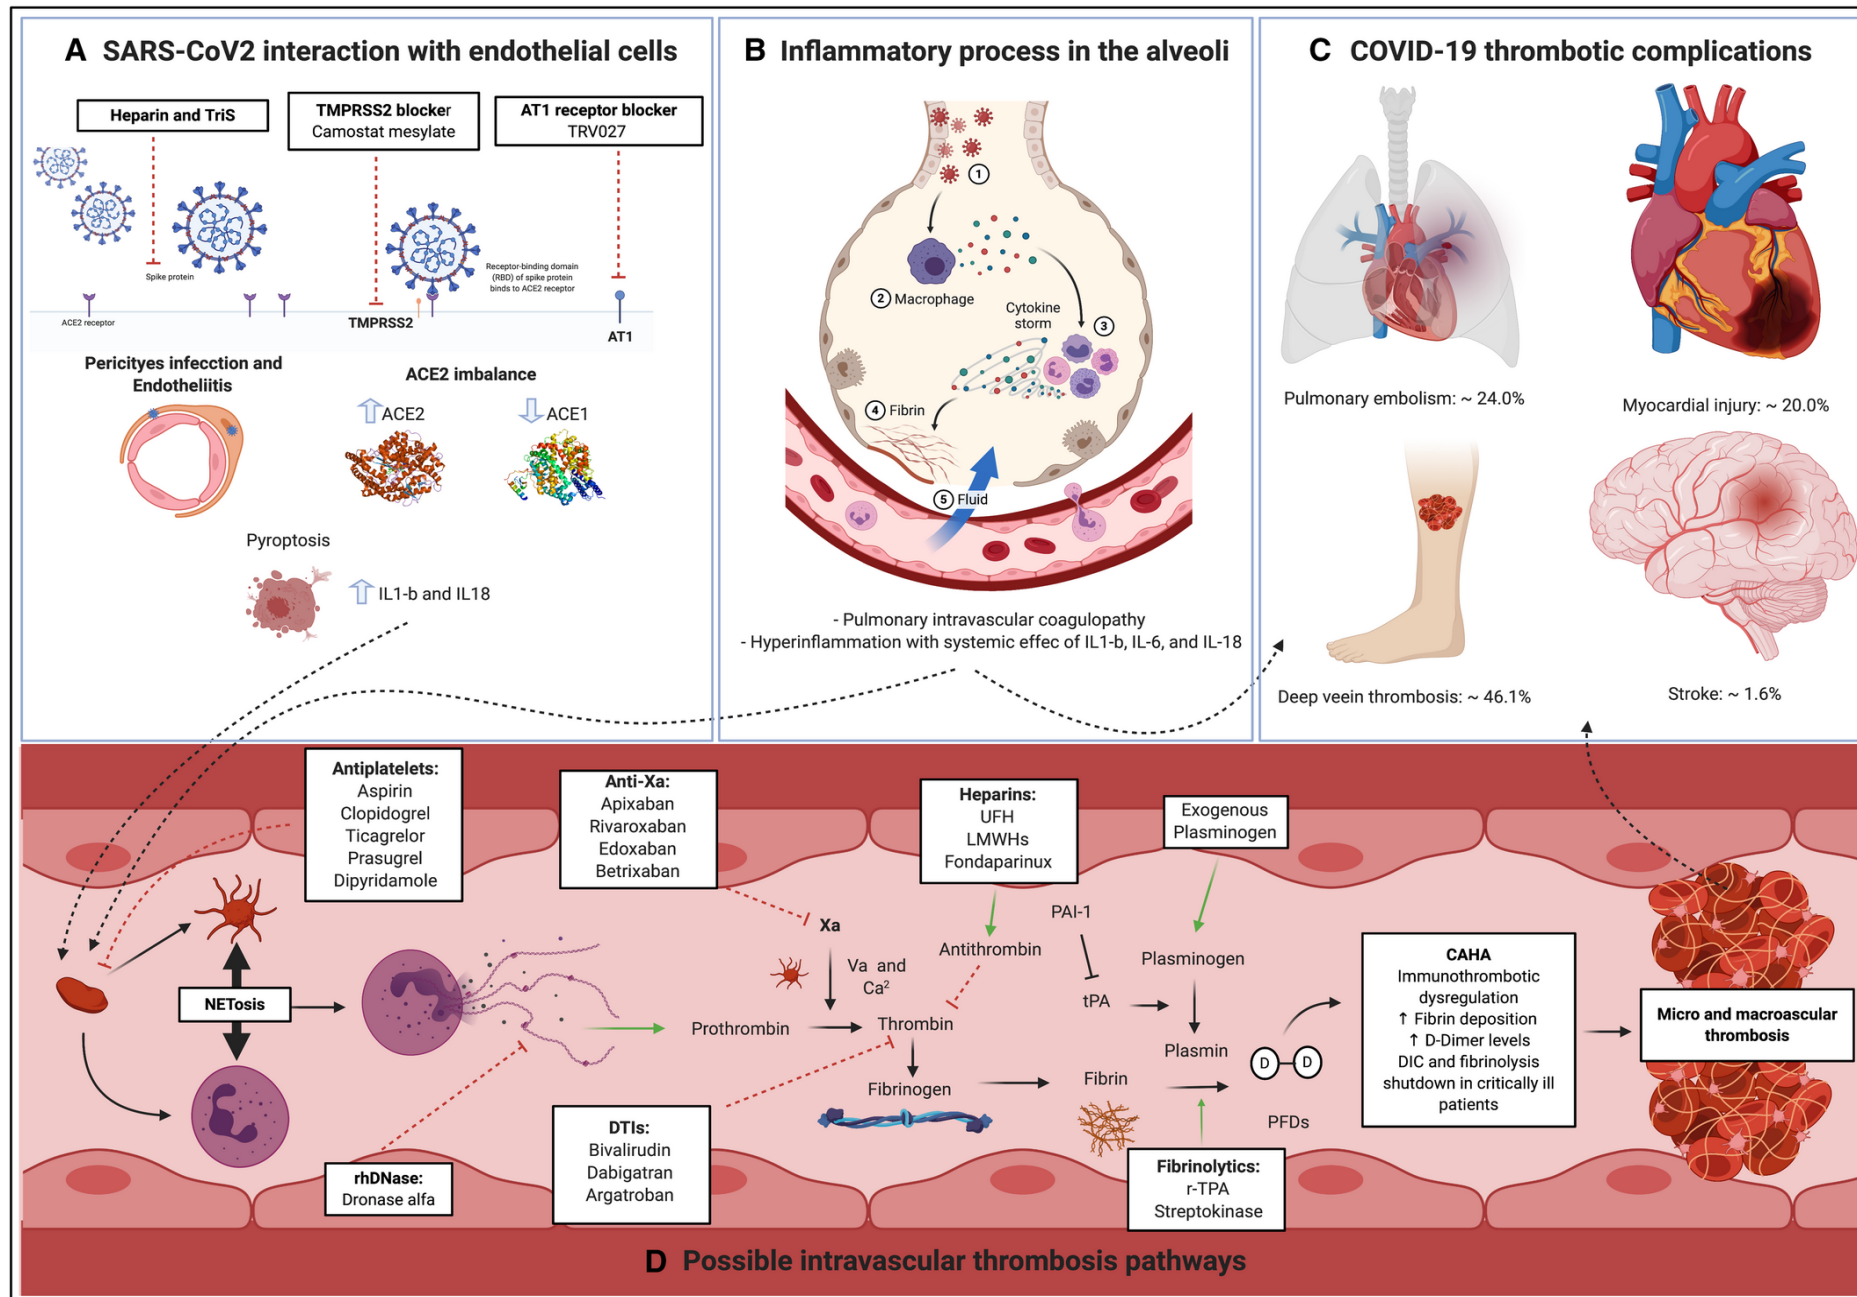 A SARS-CoV2 interaction with endothelial cells
Heparin and TriS
TMPRSS2 blocker
Camostat mesylate
AT1 receptor blocker
TRV027
Spike protein
Receptor-binding domain
(RBD) of spike protein
binds to ACE2 receptor
ACE2 receptor
TMPRSS2
AT1
Pericityes infecction and
Endotheliitis
ACE2 imbalance
ACE2
ACE1
Pyroptosis
IL1-b and IL18
B Inflammatory process in the alveoli
1
2 Macrophage
Cytokine
storm
3
4 Fibrin
5 Fluid
- Pulmonary intravascular coagulopathy
- Hyperinflammation with systemic effec of IL1-b, IL-6, and IL-18
C COVID-19 thrombotic complications
Pulmonary embolism: ~ 24.0%
Myocardial injury: ~ 20.0%
Deep veein thrombosis: ~ 46.1%
Stroke: ~ 1.6%
Antiplatelets:
Aspirin
Clopidogrel
Ticagrelor
Prasugrel
Dipyridamole
Anti-Xa:
Apixaban
Rivaroxaban
Edoxaban
Betrixaban
Heparins:
UFH
LMWHs
Fondaparinux
Exogenous
Plasminogen
NETosis
Xa
Va and
Ca2
Prothrombin
Thrombin
Antithrombin
PAI-1
tPA
Plasminogen
Plasmin
Fibrinogen
Fibrin
D D
PFDs
CAHA
Immunothrombotic
dysregulation
↑ Fibrin deposition
↑ D-Dimer levels
DIC and fibrinolysis
shutdown in critically ill
patients
Micro and macroascular
thrombosis
rhDNase:
Dronase alfa
DTIs:
Bivalirudin
Dabigatran
Argatroban
Fibrinolytics:
r-TPA
Streptokinase
D Possible intravascular thrombosis pathways